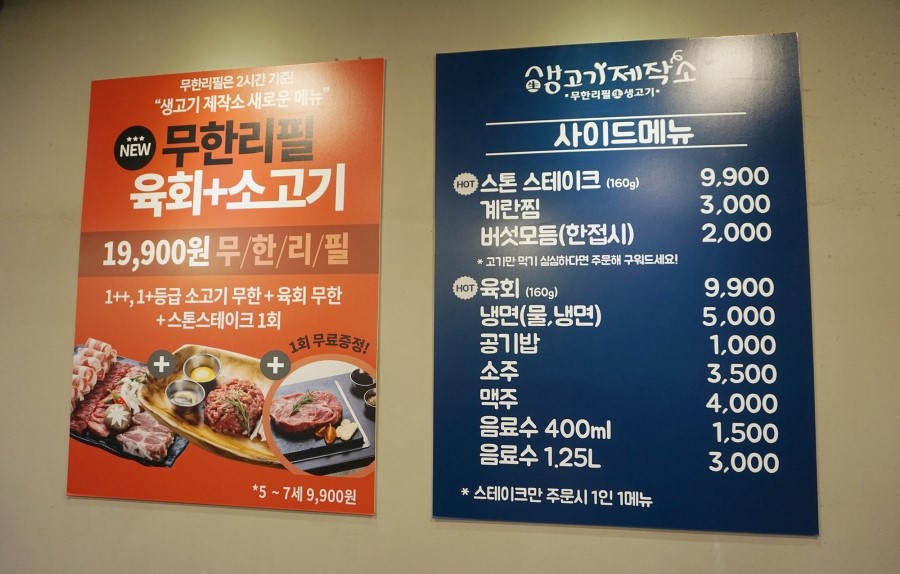 무한리필은 2시간 기준!
"생고기 제작소 새로운 메뉴"
NEW 무한리필
육회+소고기
19,900원 무/한/리/필
1++, 1+등급 소고기 무한 + 육회 무한
+ 스톤스테이크 1회
1회 무료증정!
*5 ~ 7세 9,900원
生생고기제작소
•무한리필生생고기•
사이드메뉴
HOT 스톤 스테이크 (160g) 9,900
계란찜 3,000
버섯모듬(한접시) 2,000
* 고기만 먹기 심심하다면 주문해 구워드세요!
HOT 육회 (160g) 9,900
냉면(물,냉면) 5,000
공기밥 1,000
소주 3,500
맥주 4,000
음료수 400ml 1,500
음료수 1.25L 3,000
* 스테이크만 주문시 1인 1메뉴